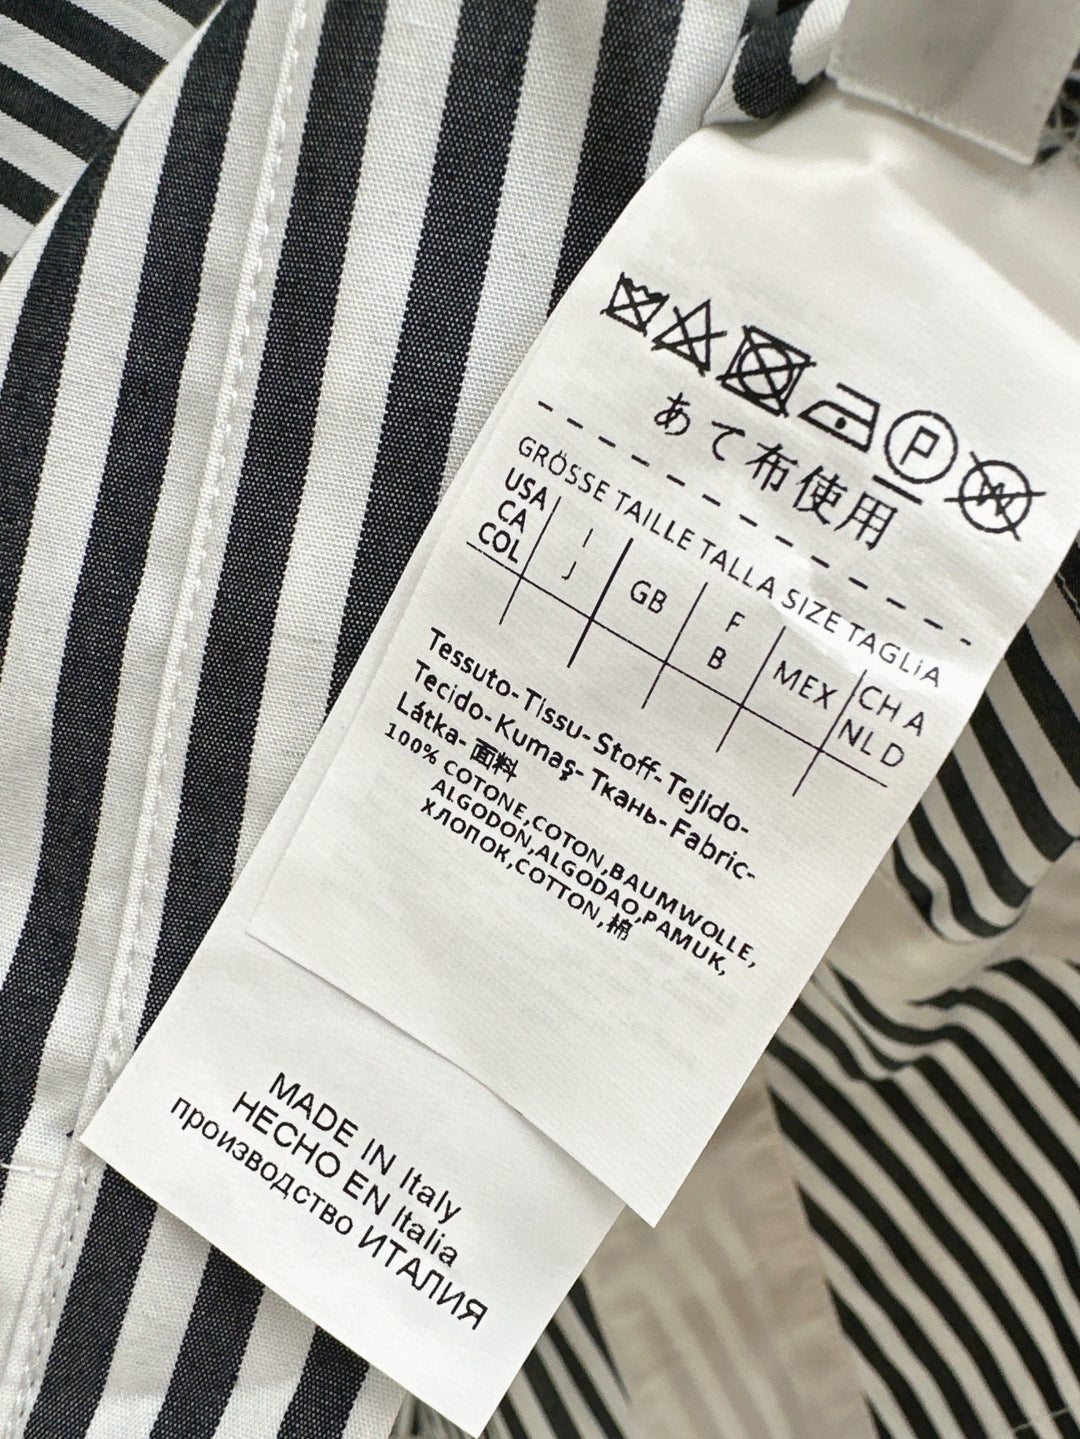 P
W
あて布使用
GRÖSSE TAILLE TALLA SIZE TAGLiA
USA
CA
COL
I
J
GB
F
B
MEX
CH A
NL D
Tessuto-Tissu-Stoff-Tejido-
Tecido-Kumaş-Ткань-Fabric-
Látka-面料
100% COTONE,COTON,BAUMWOLLE,
ALGODON,ALGODAO,PAMUK,
ХЛОПОК,COTTON,棉
MADE IN Italy
HECHO EN Italia
производство ИТАЛИЯ